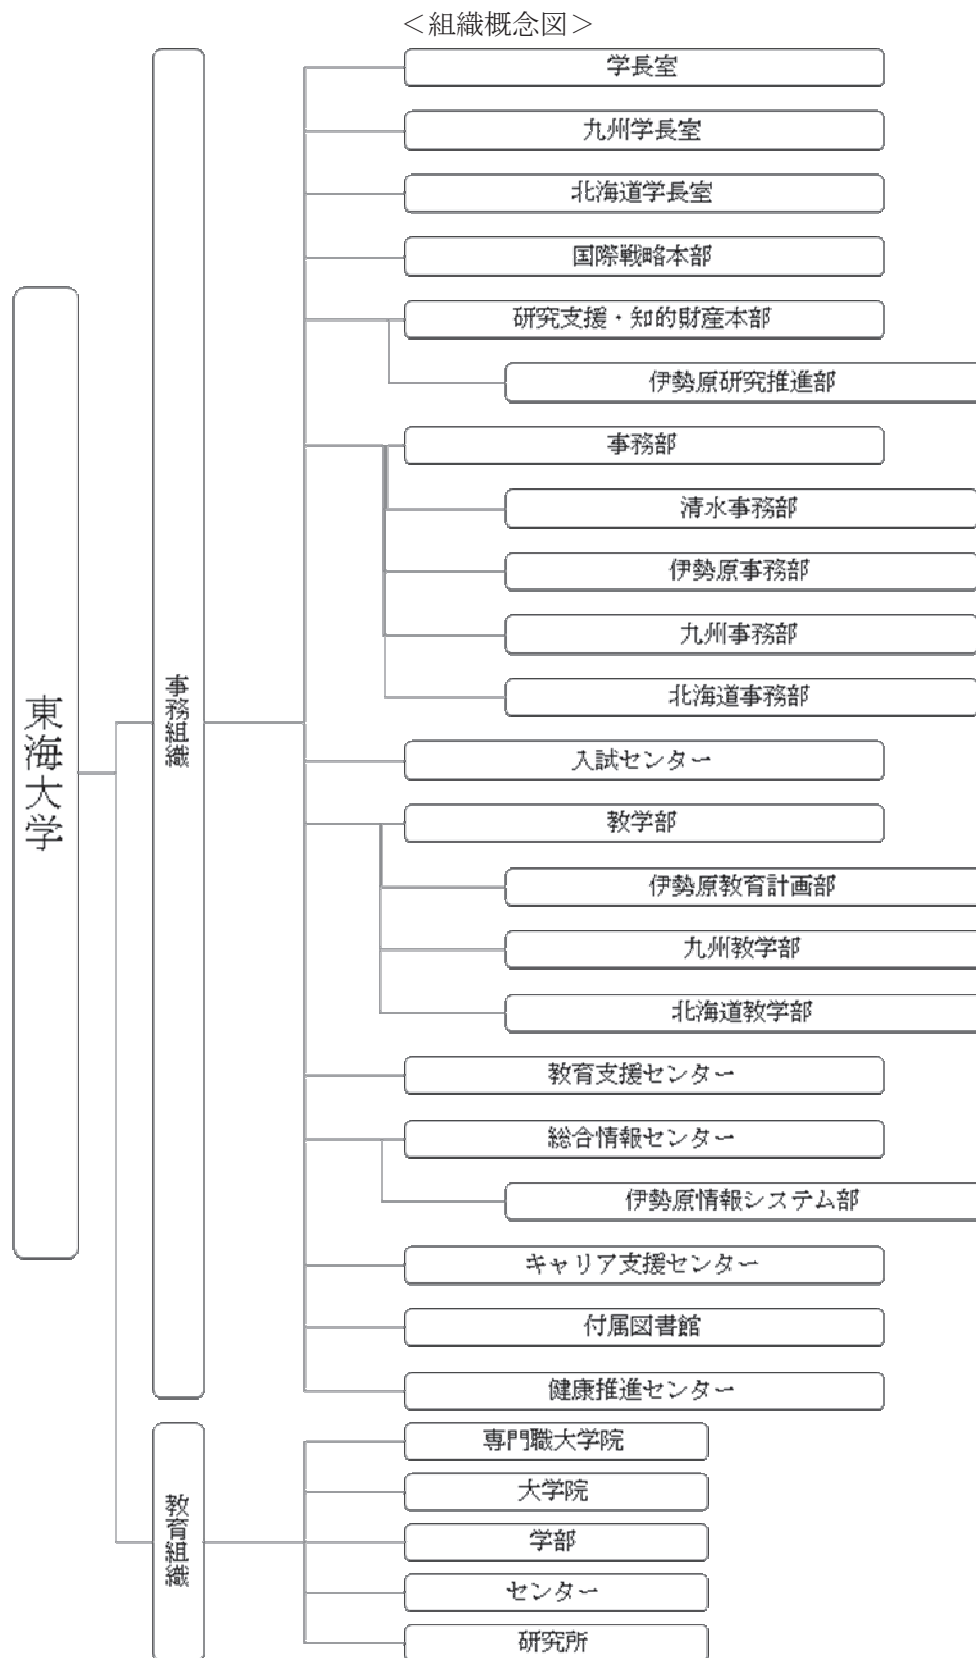 ＜組織概念図＞
東海大学
事務組織
学長室
九州学長室
北海道学長室
国際戦略本部
研究支援・知的財産本部
伊勢原研究推進部
事務部
清水事務部
伊勢原事務部
九州事務部
北海道事務部
入試センター
教学部
伊勢原教育計画部
九州教学部
北海道教学部
教育支援センター
総合情報センター
伊勢原情報システム部
キャリア支援センター
付属図書館
健康推進センター
教育組織
専門職大学院
大学院
学部
センター
研究所